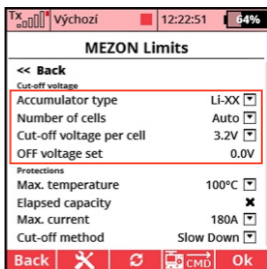 Tx Výchozí 12:22:51 64%
MEZON Limits
<< Back
Cut-off voltage
Accumulator type Li-XX
Number of cells Auto
Cut-off voltage per cell 3.2V
OFF voltage set 0.0V
Protections
Max. temperature 100°C
Elapsed capacity
Max. current 180A
Cut-off method Slow Down
Back CMD Ok